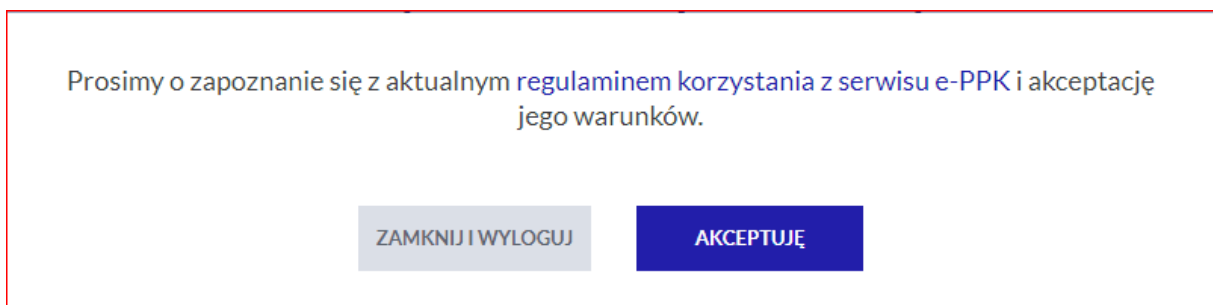 Prosimy o zapoznanie się z aktualnym regulaminem korzystania z serwisu e-PPK i akceptację
jego warunków.
ZAMKNIJ I WYLOGUJ
AKCEPTUJĘ